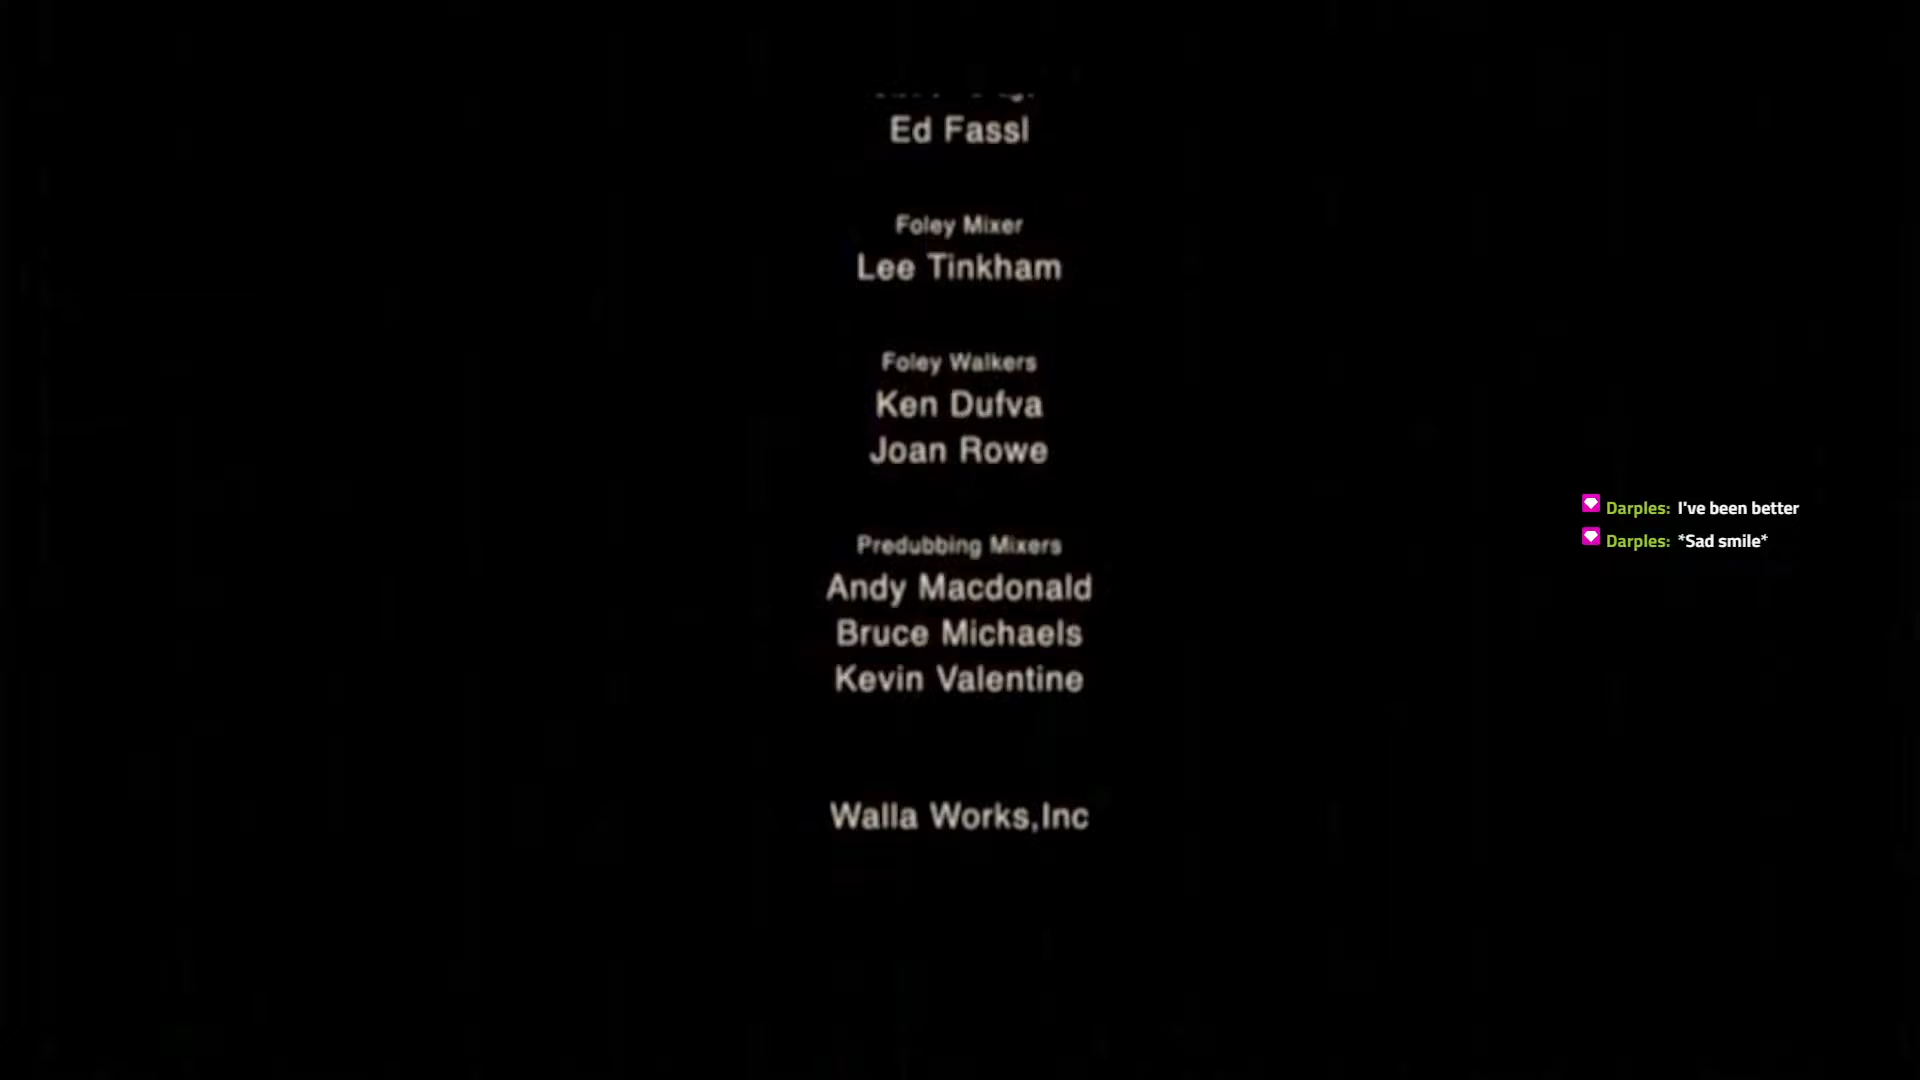 Ed Fassl
Foley Mixer
Lee Tinkham
Foley Walkers
Ken Dufva
Joan Rowe
Predubbing Mixers
Andy Macdonald
Bruce Michaels
Kevin Valentine
Walla Works,Inc
Darples: I've been better
Darples: *Sad smile*